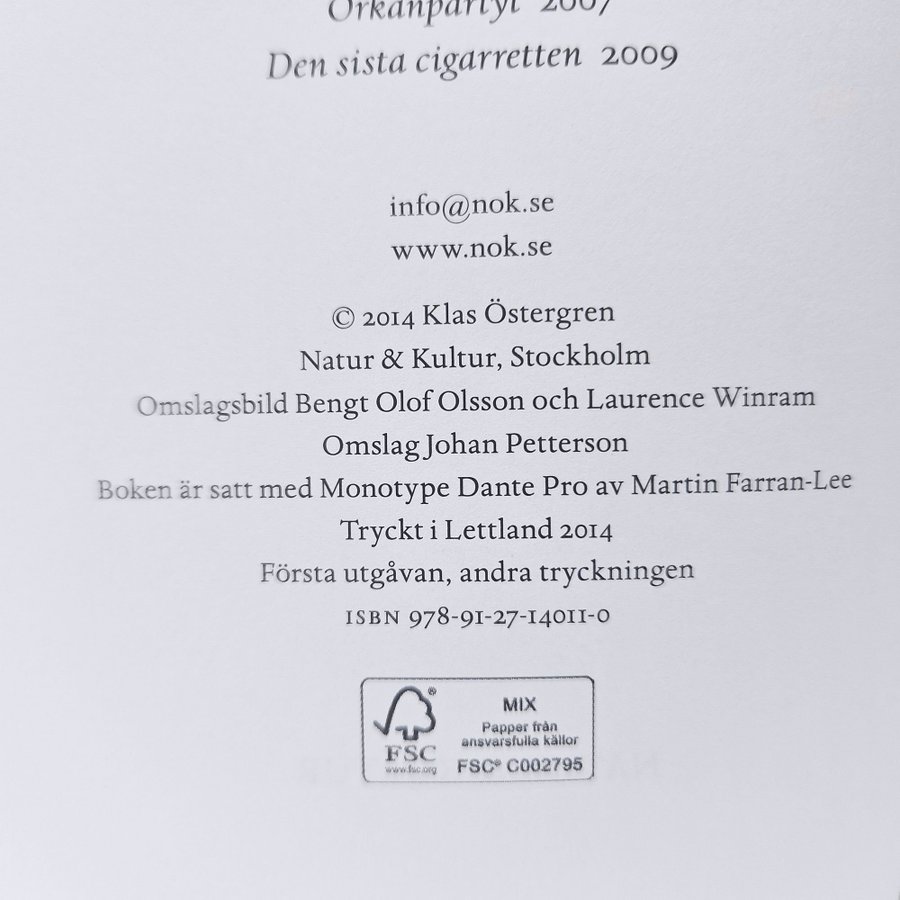 Orkanpartyt 2007
Den sista cigarretten 2009
info@nok.se
www.nok.se
© 2014 Klas Östergren
Natur & Kultur, Stockholm
Omslagsbild Bengt Olof Olsson och Laurence Winram
Omslag Johan Petterson
Boken är satt med Monotype Dante Pro av Martin Farran-Lee
Tryckt i Lettland 2014
Första utgåvan, andra tryckningen
ISBN 978-91-27-14011-0
FSC®
www.fsc.org
MIX
Papper från
ansvarsfulla källor
FSC® C002795